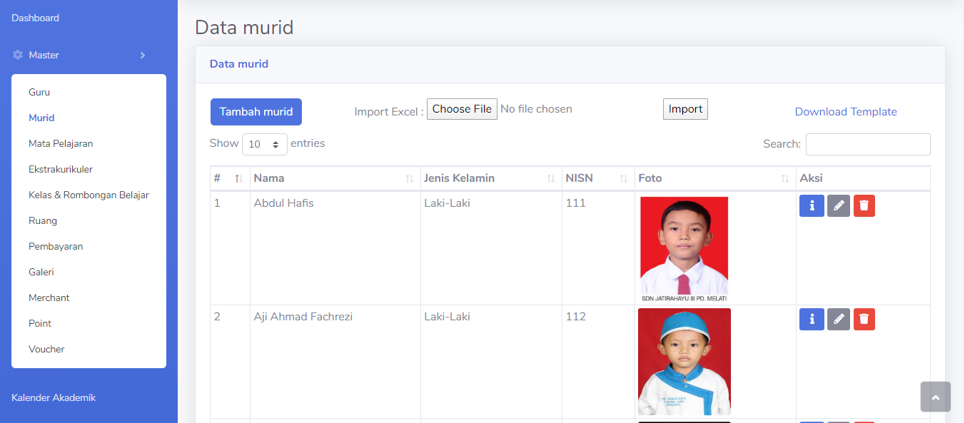 Dashboard
Master
Guru
Murid
Mata Pelajaran
Ekstrakurikuler
Kelas & Rombongan Belajar
Ruang
Pembayaran
Galeri
Merchant
Point
Voucher
Kalender Akademik
Data murid
Data murid
Tambah murid Import Excel : Choose File No file chosen Import Download Template
Show 10 entries Search:
# Nama Jenis Kelamin NISN Foto Aksi
1 Abdul Hafis Laki-Laki 111
SDN JATIRAHAYU III PD. MELATI
2 Aji Ahmad Fachrezi Laki-Laki 112